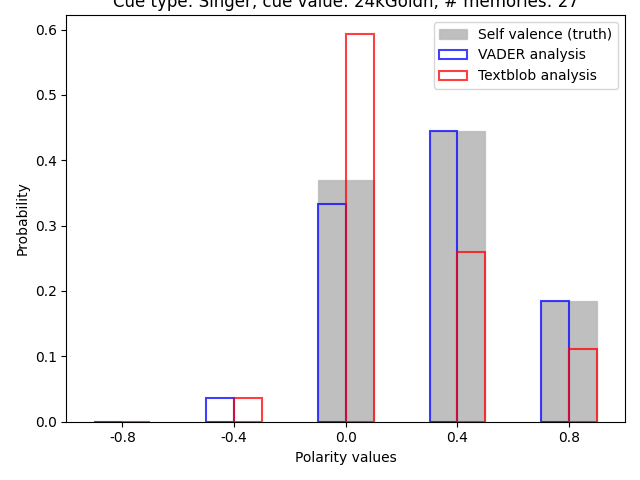 Cue type: Singer, cue value: 24kGoldn, # memories: 27
Self valence (truth)
VADER analysis
Textblob analysis
Probability
0.6
0.5
0.4
0.3
0.2
0.1
0.0
-0.8 -0.4 0.0 0.4 0.8
Polarity values